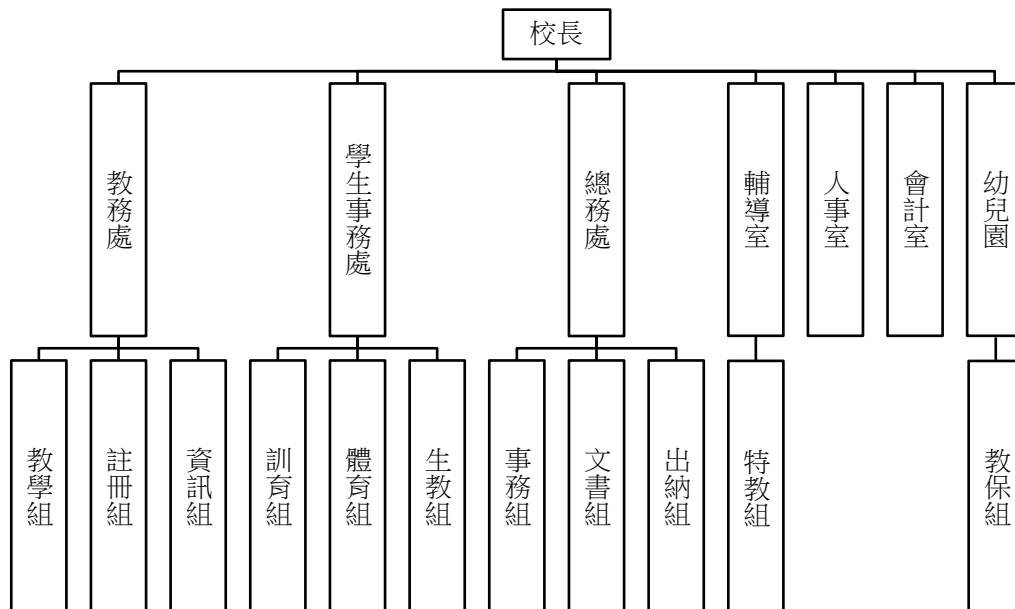 校長
教務處
學生事務處
總務處
輔導室
人事室
會計室
幼兒園
教學組
註冊組
資訊組
訓育組
體育組
生教組
事務組
文書組
出納組
特教組
教保組